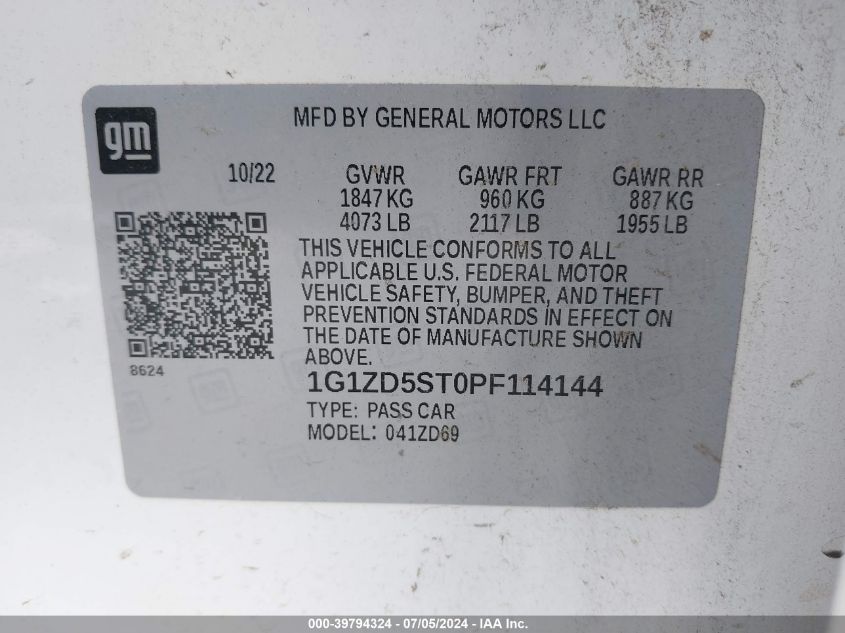 gm
MFD BY GENERAL MOTORS LLC
10/22 GVWR GAWR FRT GAWR RR
1847 KG 960 KG 887 KG
4073 LB 2117 LB 1955 LB
THIS VEHICLE CONFORMS TO ALL
APPLICABLE U.S. FEDERAL MOTOR
VEHICLE SAFETY, BUMPER, AND THEFT
PREVENTION STANDARDS IN EFFECT ON
THE DATE OF MANUFACTURE SHOWN
ABOVE.
8624
1G1ZD5ST0PF114144
TYPE: PASS CAR
MODEL: 041ZD69
000-39794324 - 07/05/2024 - IAA Inc.